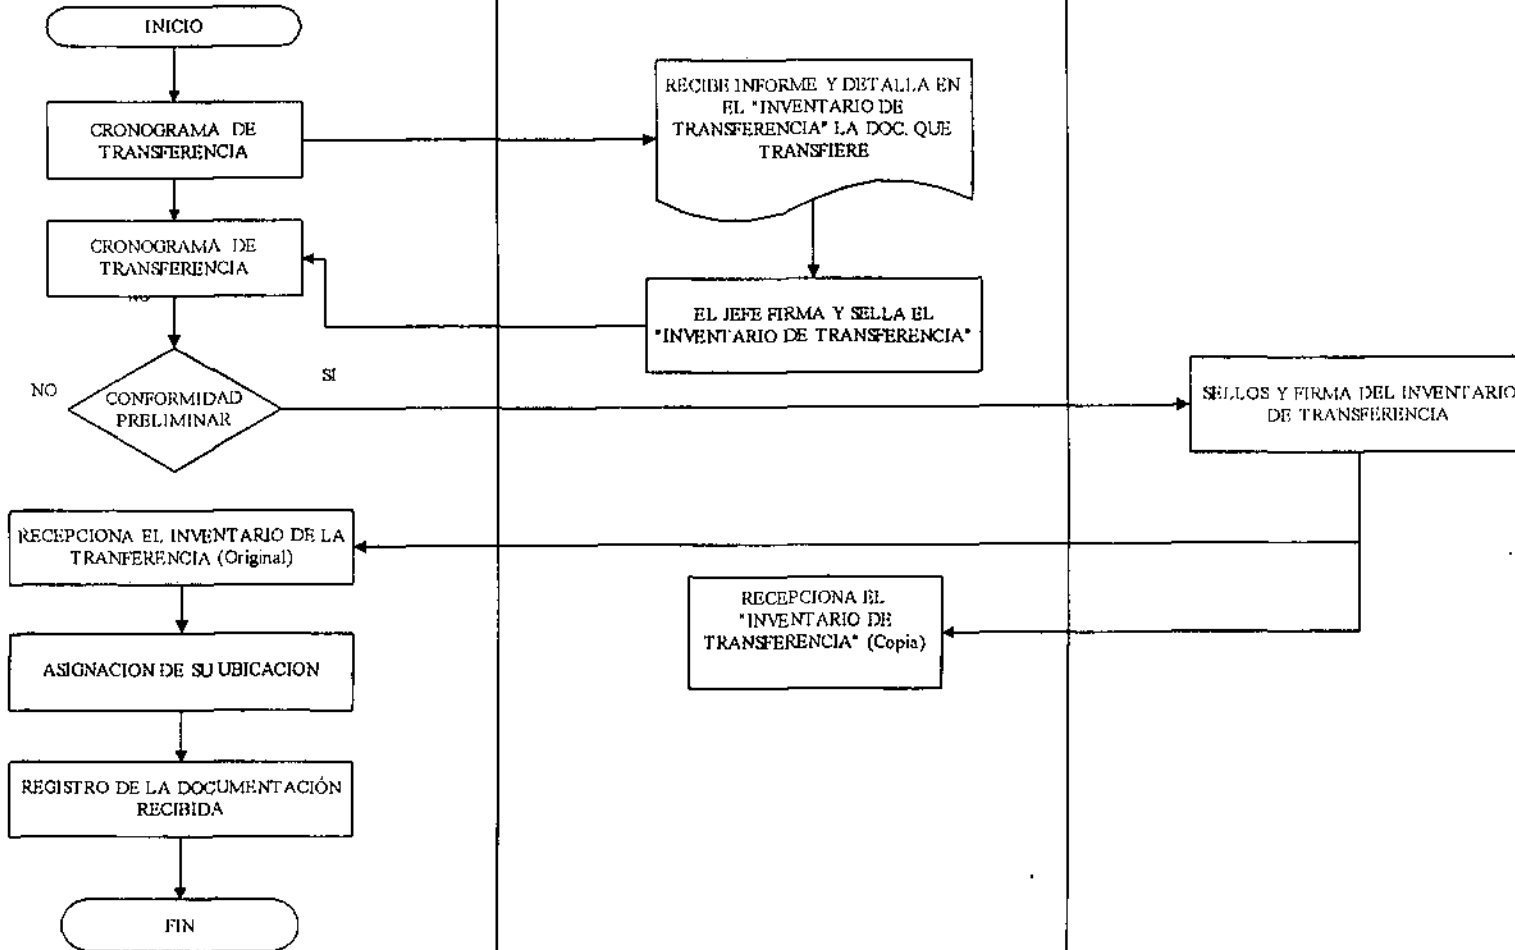 INICIO
CRONOGRAMA DE
TRANSFERENCIA
RECIBE INFORME Y DETALLA EN
EL "INVENTARIO DE
TRANSFERENCIA" LA DOC. QUE
TRANSFIERE
CRONOGRAMA DE
TRANSFERENCIA
NO
EL JEFE FIRMA Y SELLA EL
"INVENTARIO DE TRANSFERENCIA"
NO
CONFORMIDAD
PRELIMINAR
SI
SELLOS Y FIRMA DEL INVENTARIO
DE TRANSFERENCIA
RECEPCIONA EL INVENTARIO DE LA
TRANFERENCIA (Original)
RECEPCIONA EL
"INVENTARIO DE
TRANSFERENCIA" (Copia)
ASIGNACION DE SU UBICACION
REGISTRO DE LA DOCUMENTACIÓN
RECIBIDA
FIN